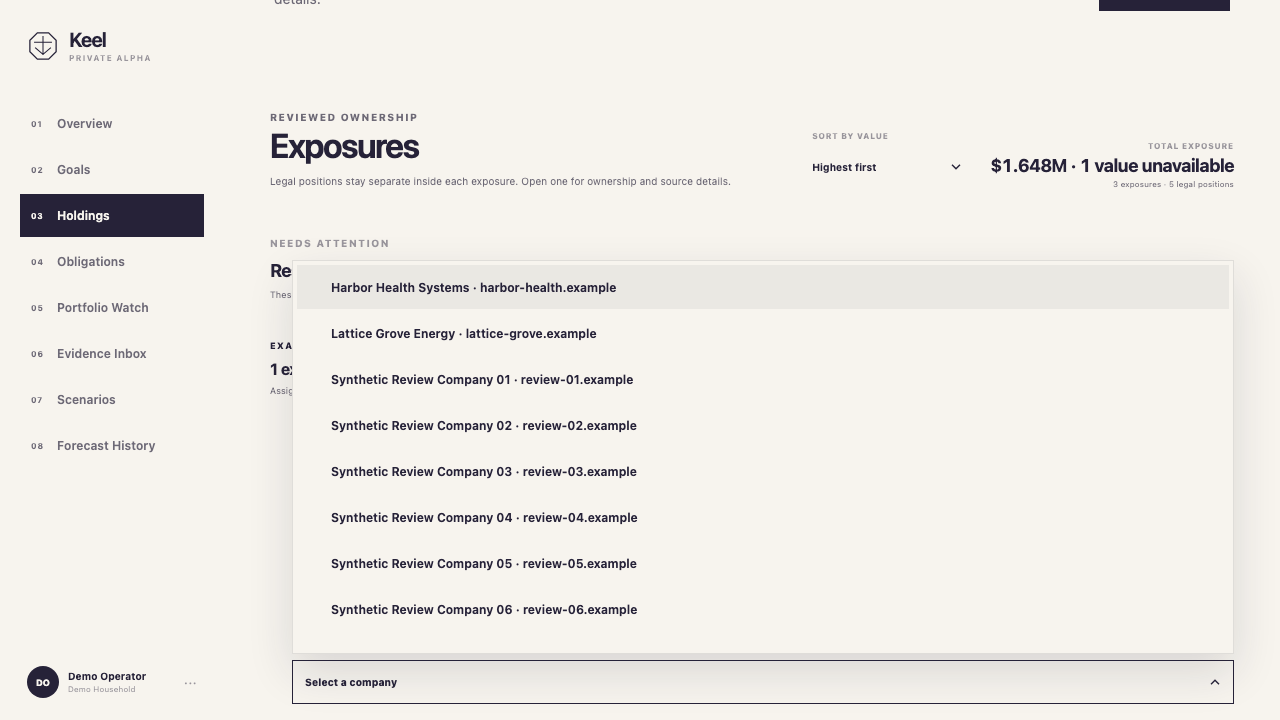 details.
Keel
PRIVATE ALPHA
01 Overview
02 Goals
03 Holdings
04 Obligations
05 Portfolio Watch
06 Evidence Inbox
07 Scenarios
08 Forecast History
DO
Demo Operator
Demo Household
...
REVIEWED OWNERSHIP
Exposures
Legal positions stay separate inside each exposure. Open one for ownership and source details.
SORT BY VALUE
Highest first
TOTAL EXPOSURE
$1.648M · 1 value unavailable
3 exposures · 5 legal positions
NEEDS ATTENTION
Harbor Health Systems · harbor-health.example
Lattice Grove Energy · lattice-grove.example
Synthetic Review Company 01 · review-01.example
Synthetic Review Company 02 · review-02.example
Synthetic Review Company 03 · review-03.example
Synthetic Review Company 04 · review-04.example
Synthetic Review Company 05 · review-05.example
Synthetic Review Company 06 · review-06.example
Select a company